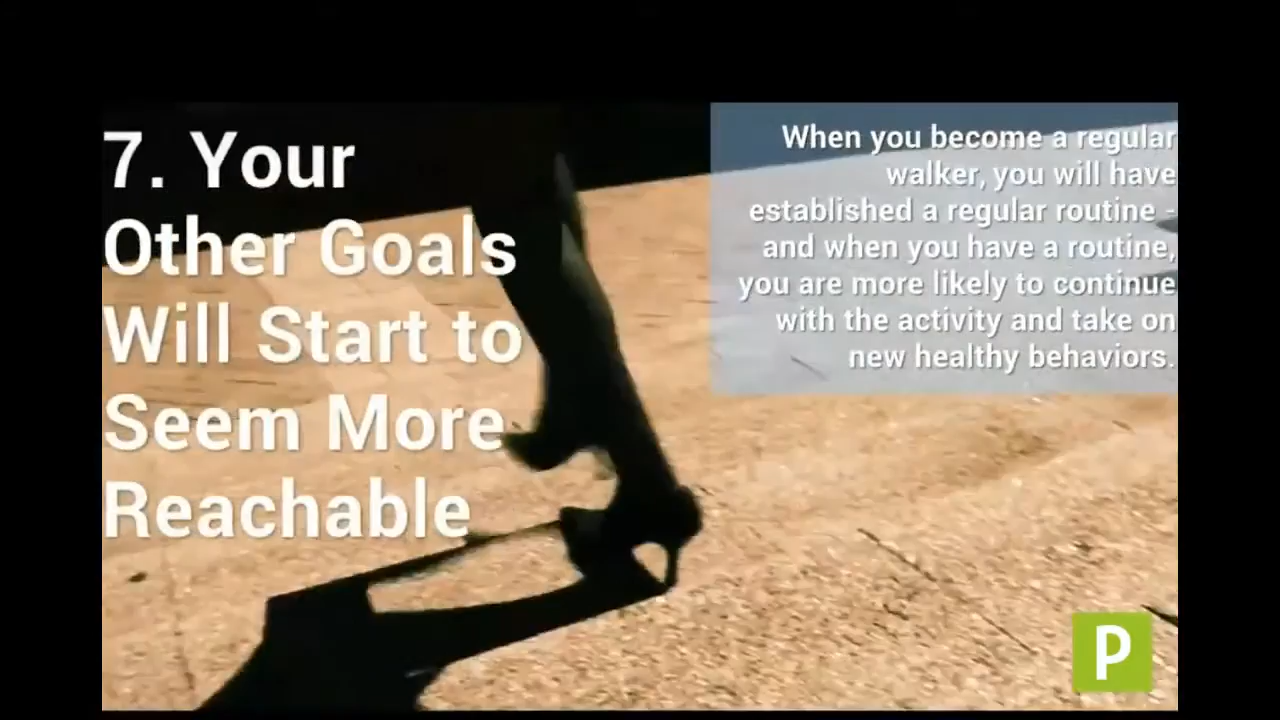 7. Your
Other Goals
Will Start to
Seem More
Reachable
When you become a regular
walker, you will have
established a regular routine -
and when you have a routine,
you are more likely to continue
with the activity and take on
new healthy behaviors.
P